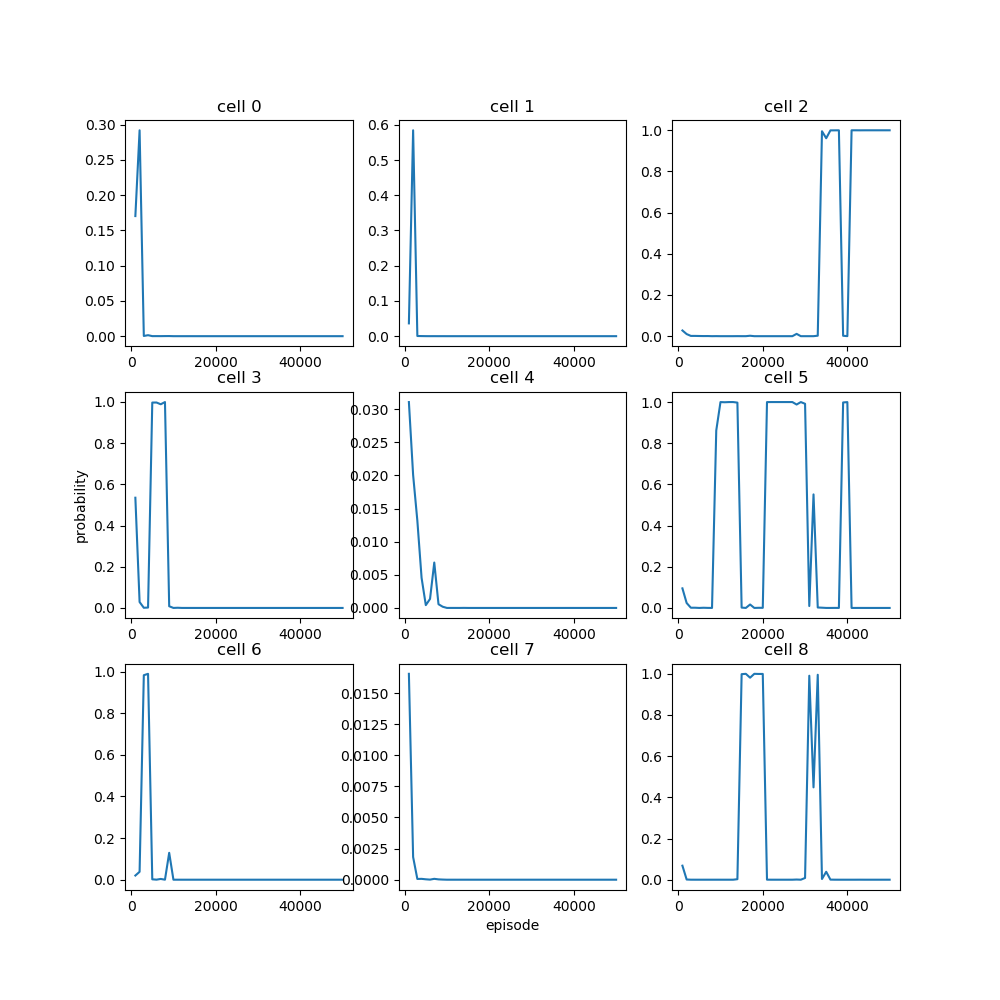 cell 0
cell 1
cell 2
0.30
0.25
0.20
0.15
0.10
0.05
0.00
0 20000 40000
0.6
0.5
0.4
0.3
0.2
0.1
0.0
0 20000 40000
1.0
0.8
0.6
0.4
0.2
0.0
0 20000 40000
cell 3
cell 4
cell 5
probability
1.0
0.8
0.6
0.4
0.2
0.0
0 20000 40000
0.030
0.025
0.020
0.015
0.010
0.005
0.000
0 20000 40000
1.0
0.8
0.6
0.4
0.2
0.0
0 20000 40000
cell 6
cell 7
cell 8
1.0
0.8
0.6
0.4
0.2
0.0
0 20000 40000
0.0150
0.0125
0.0100
0.0075
0.0050
0.0025
0.0000
0 20000 40000
1.0
0.8
0.6
0.4
0.2
0.0
0 20000 40000
episode